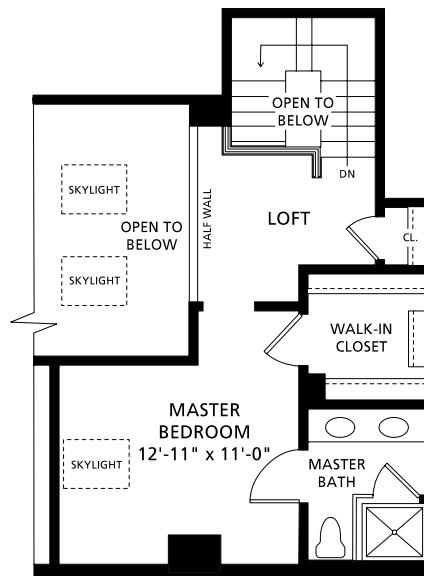 OPEN TO
BELOW
DN
SKYLIGHT
OPEN TO
BELOW
HALF WALL
LOFT
CL.
SKYLIGHT
WALK-IN
CLOSET
MASTER
BEDROOM
12'-11" x 11'-0"
SKYLIGHT
MASTER
BATH